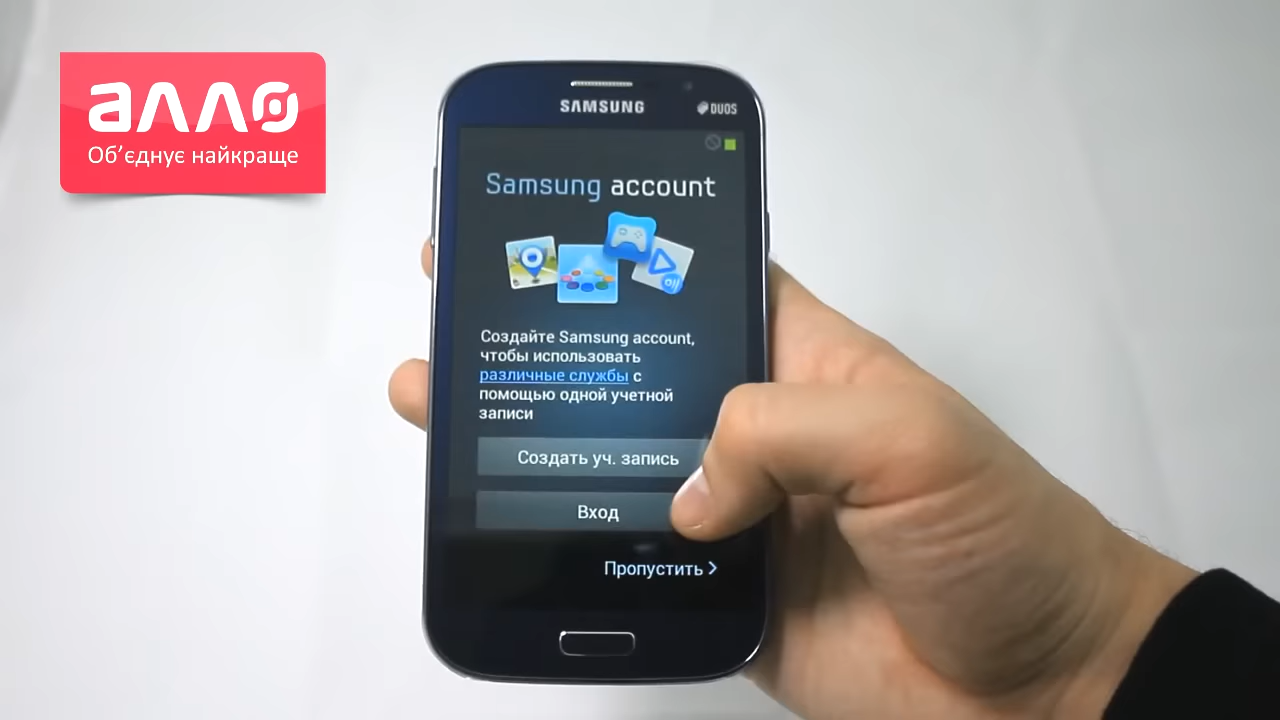 алло
Об’єднує найкраще
SAMSUNG
DUOS
Samsung account
Создайте Samsung account,
чтобы использовать
различные службы с
помощью одной учетной
записи
Создать уч. запись
Вход
Пропустить >